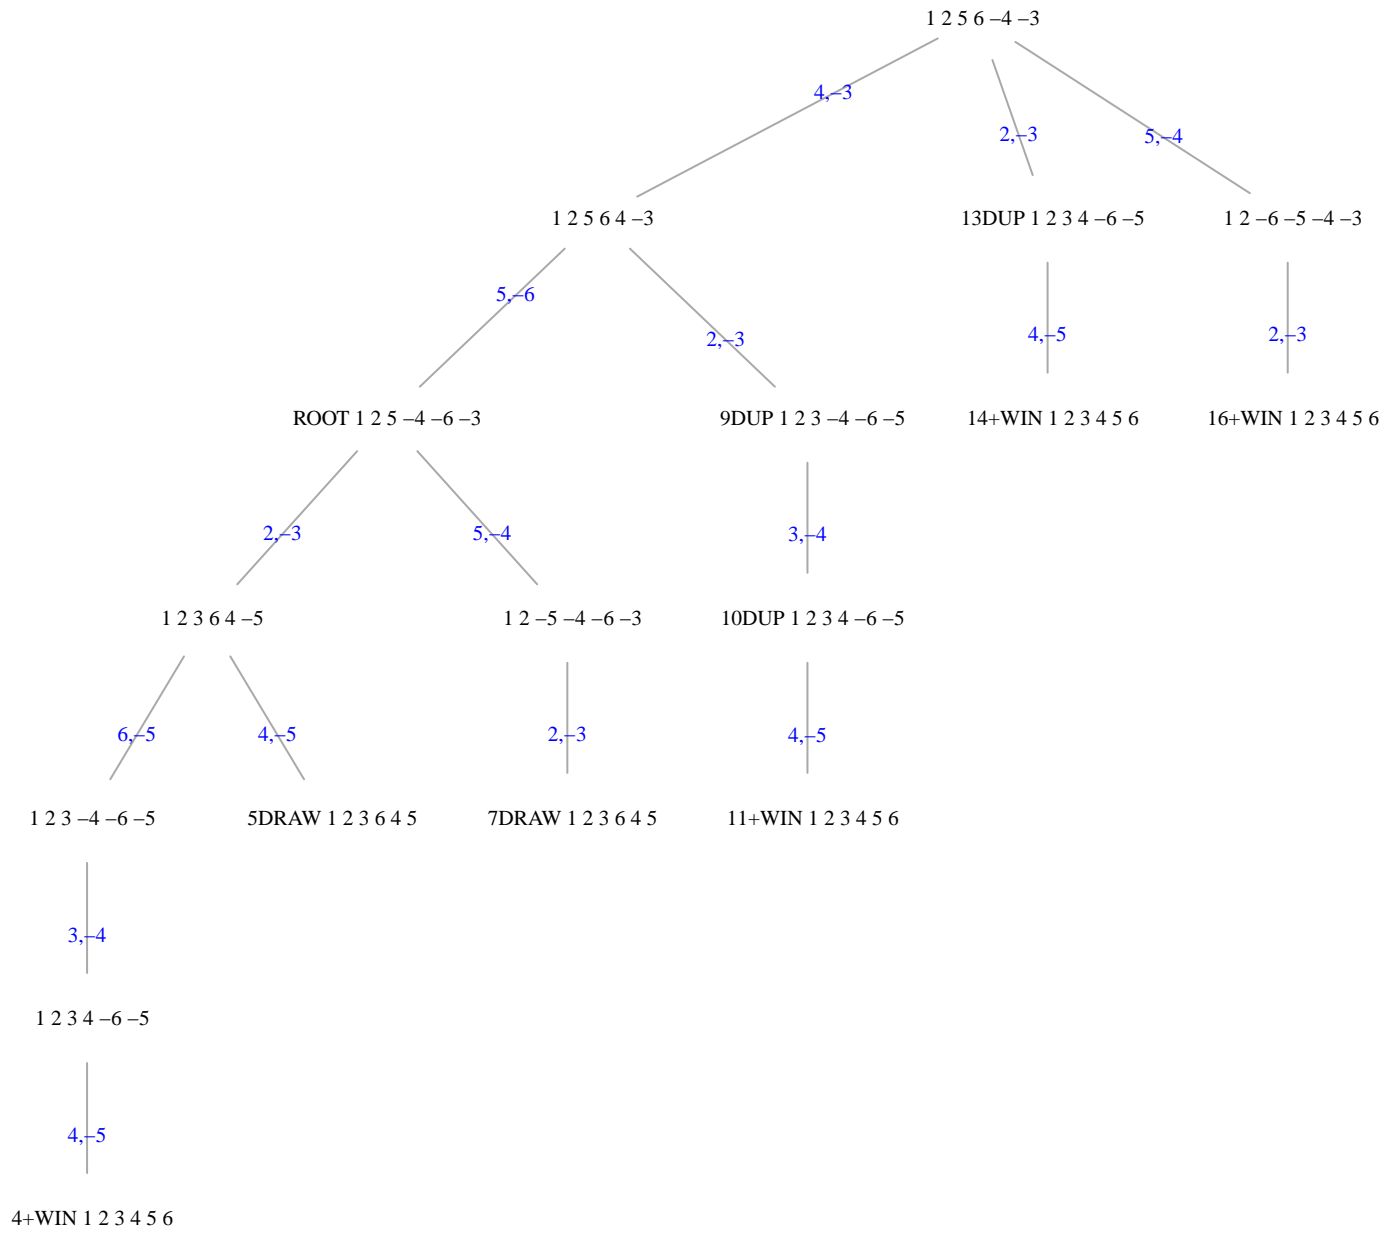 1 2 5 6 –4 –3
4,–3
2,–3
5,–4
1 2 5 6 4 –3
13DUP 1 2 3 4 –6 –5
1 2 –6 –5 –4 –3
5,–6
2,–3
4,–5
2,–3
ROOT 1 2 5 –4 –6 –3
9DUP 1 2 3 –4 –6 –5
14+WIN 1 2 3 4 5 6
16+WIN 1 2 3 4 5 6
2,–3
5,–4
3,–4
1 2 3 6 4 –5
1 2 –5 –4 –6 –3
10DUP 1 2 3 4 –6 –5
6,–5
4,–5
2,–3
4,–5
1 2 3 –4 –6 –5
5DRAW 1 2 3 6 4 5
7DRAW 1 2 3 6 4 5
11+WIN 1 2 3 4 5 6
3,–4
1 2 3 4 –6 –5
4,–5
4+WIN 1 2 3 4 5 6